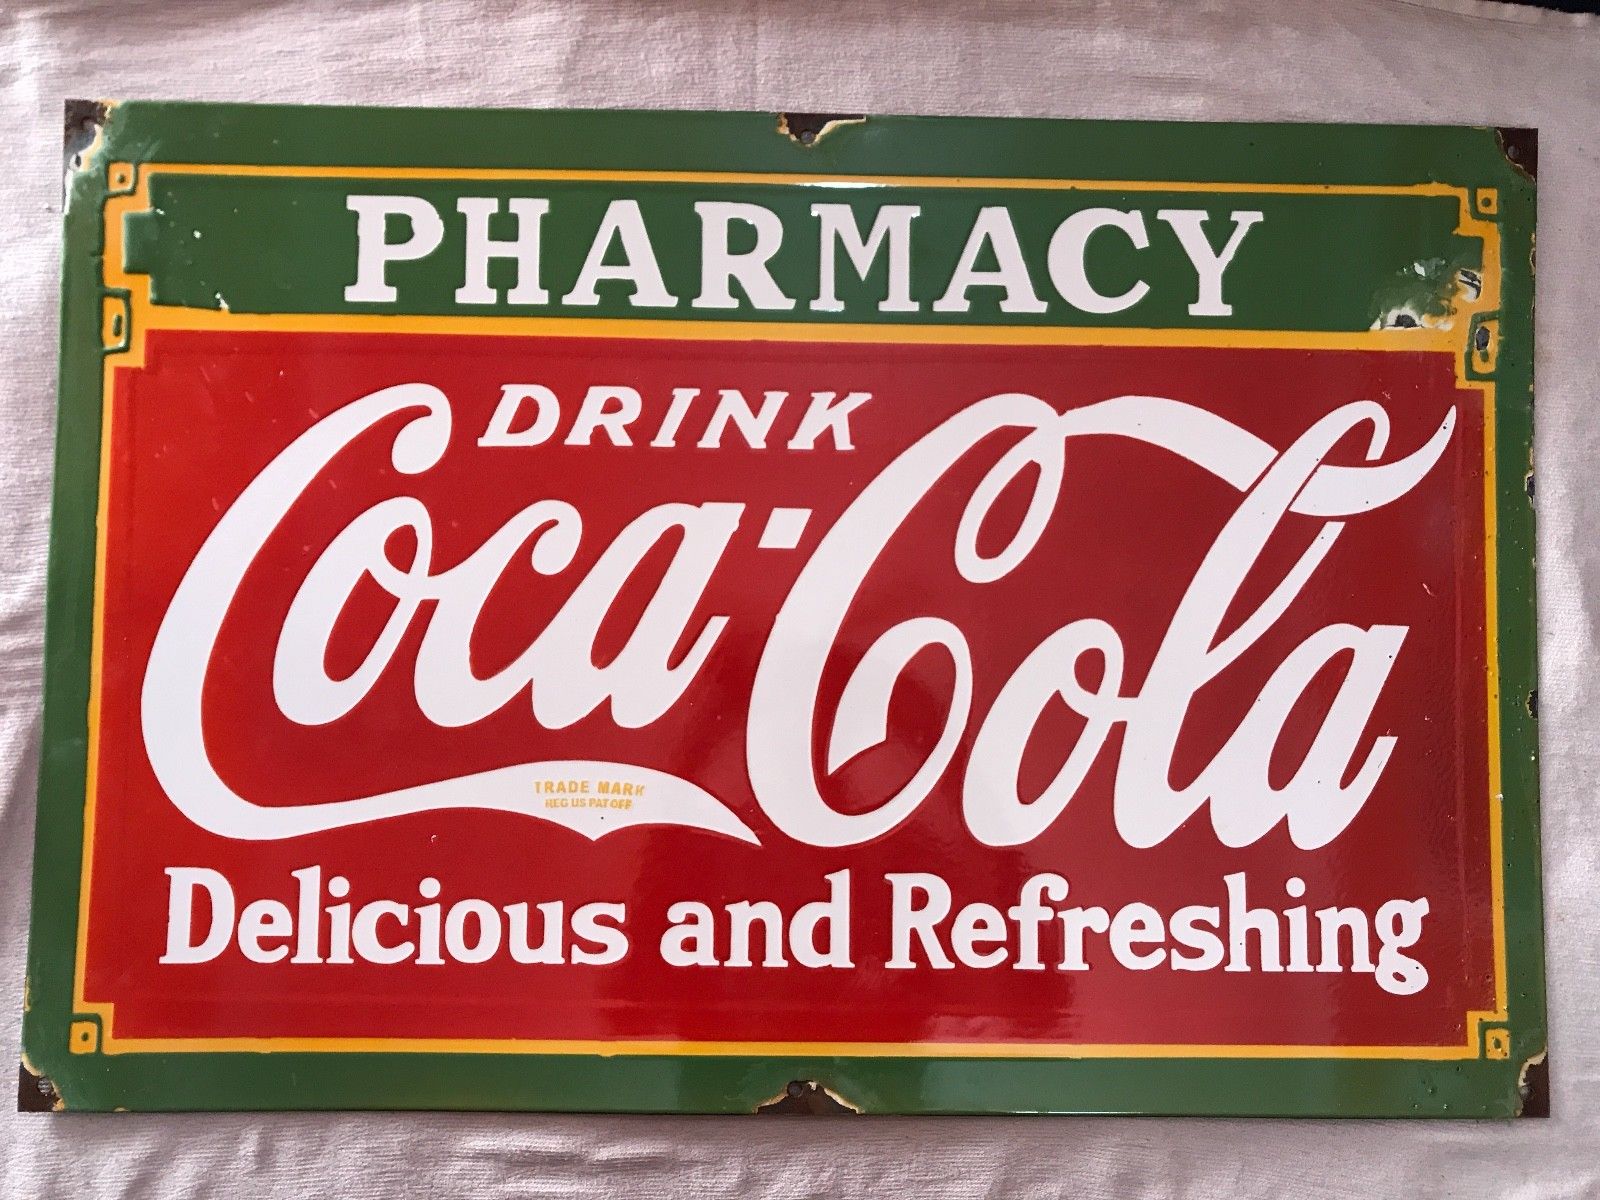 PHARMACY
DRINK
Coca-Cola
TRADE MARK
REG US PAT OFF
Delicious and Refreshing